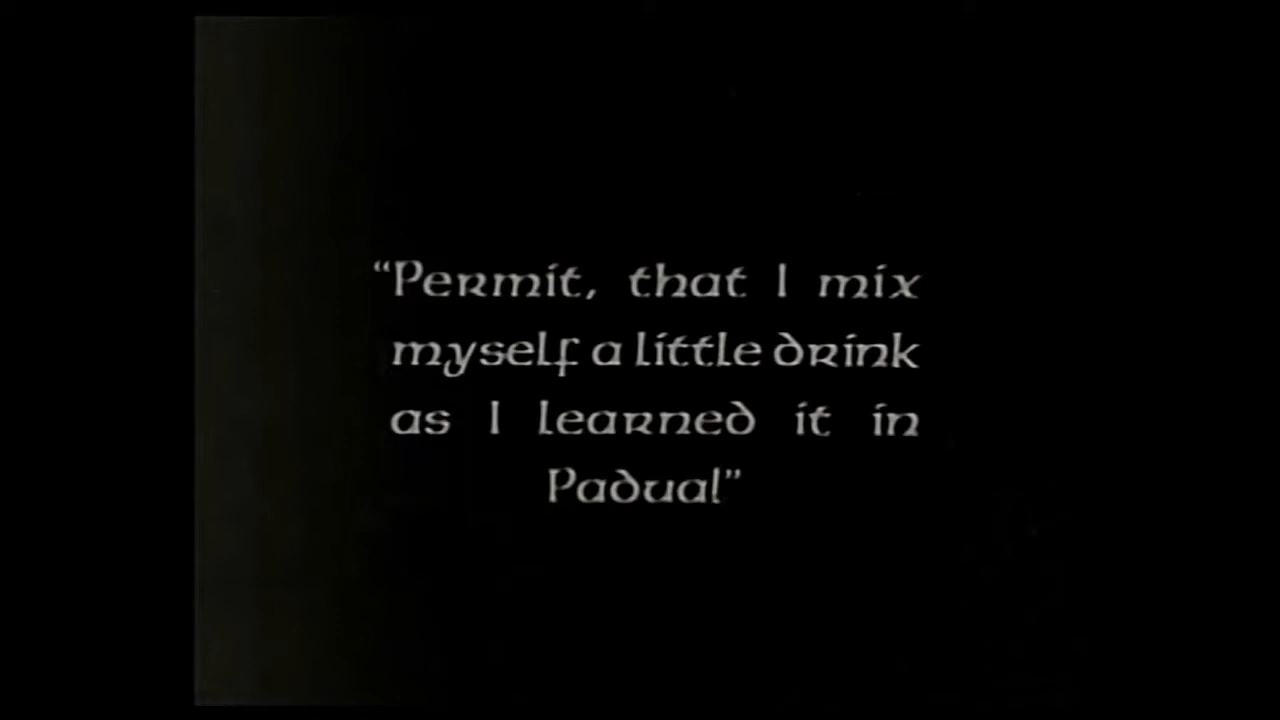 “Permit, that I mix
myself a little drink
as I learned it in
Padua!”